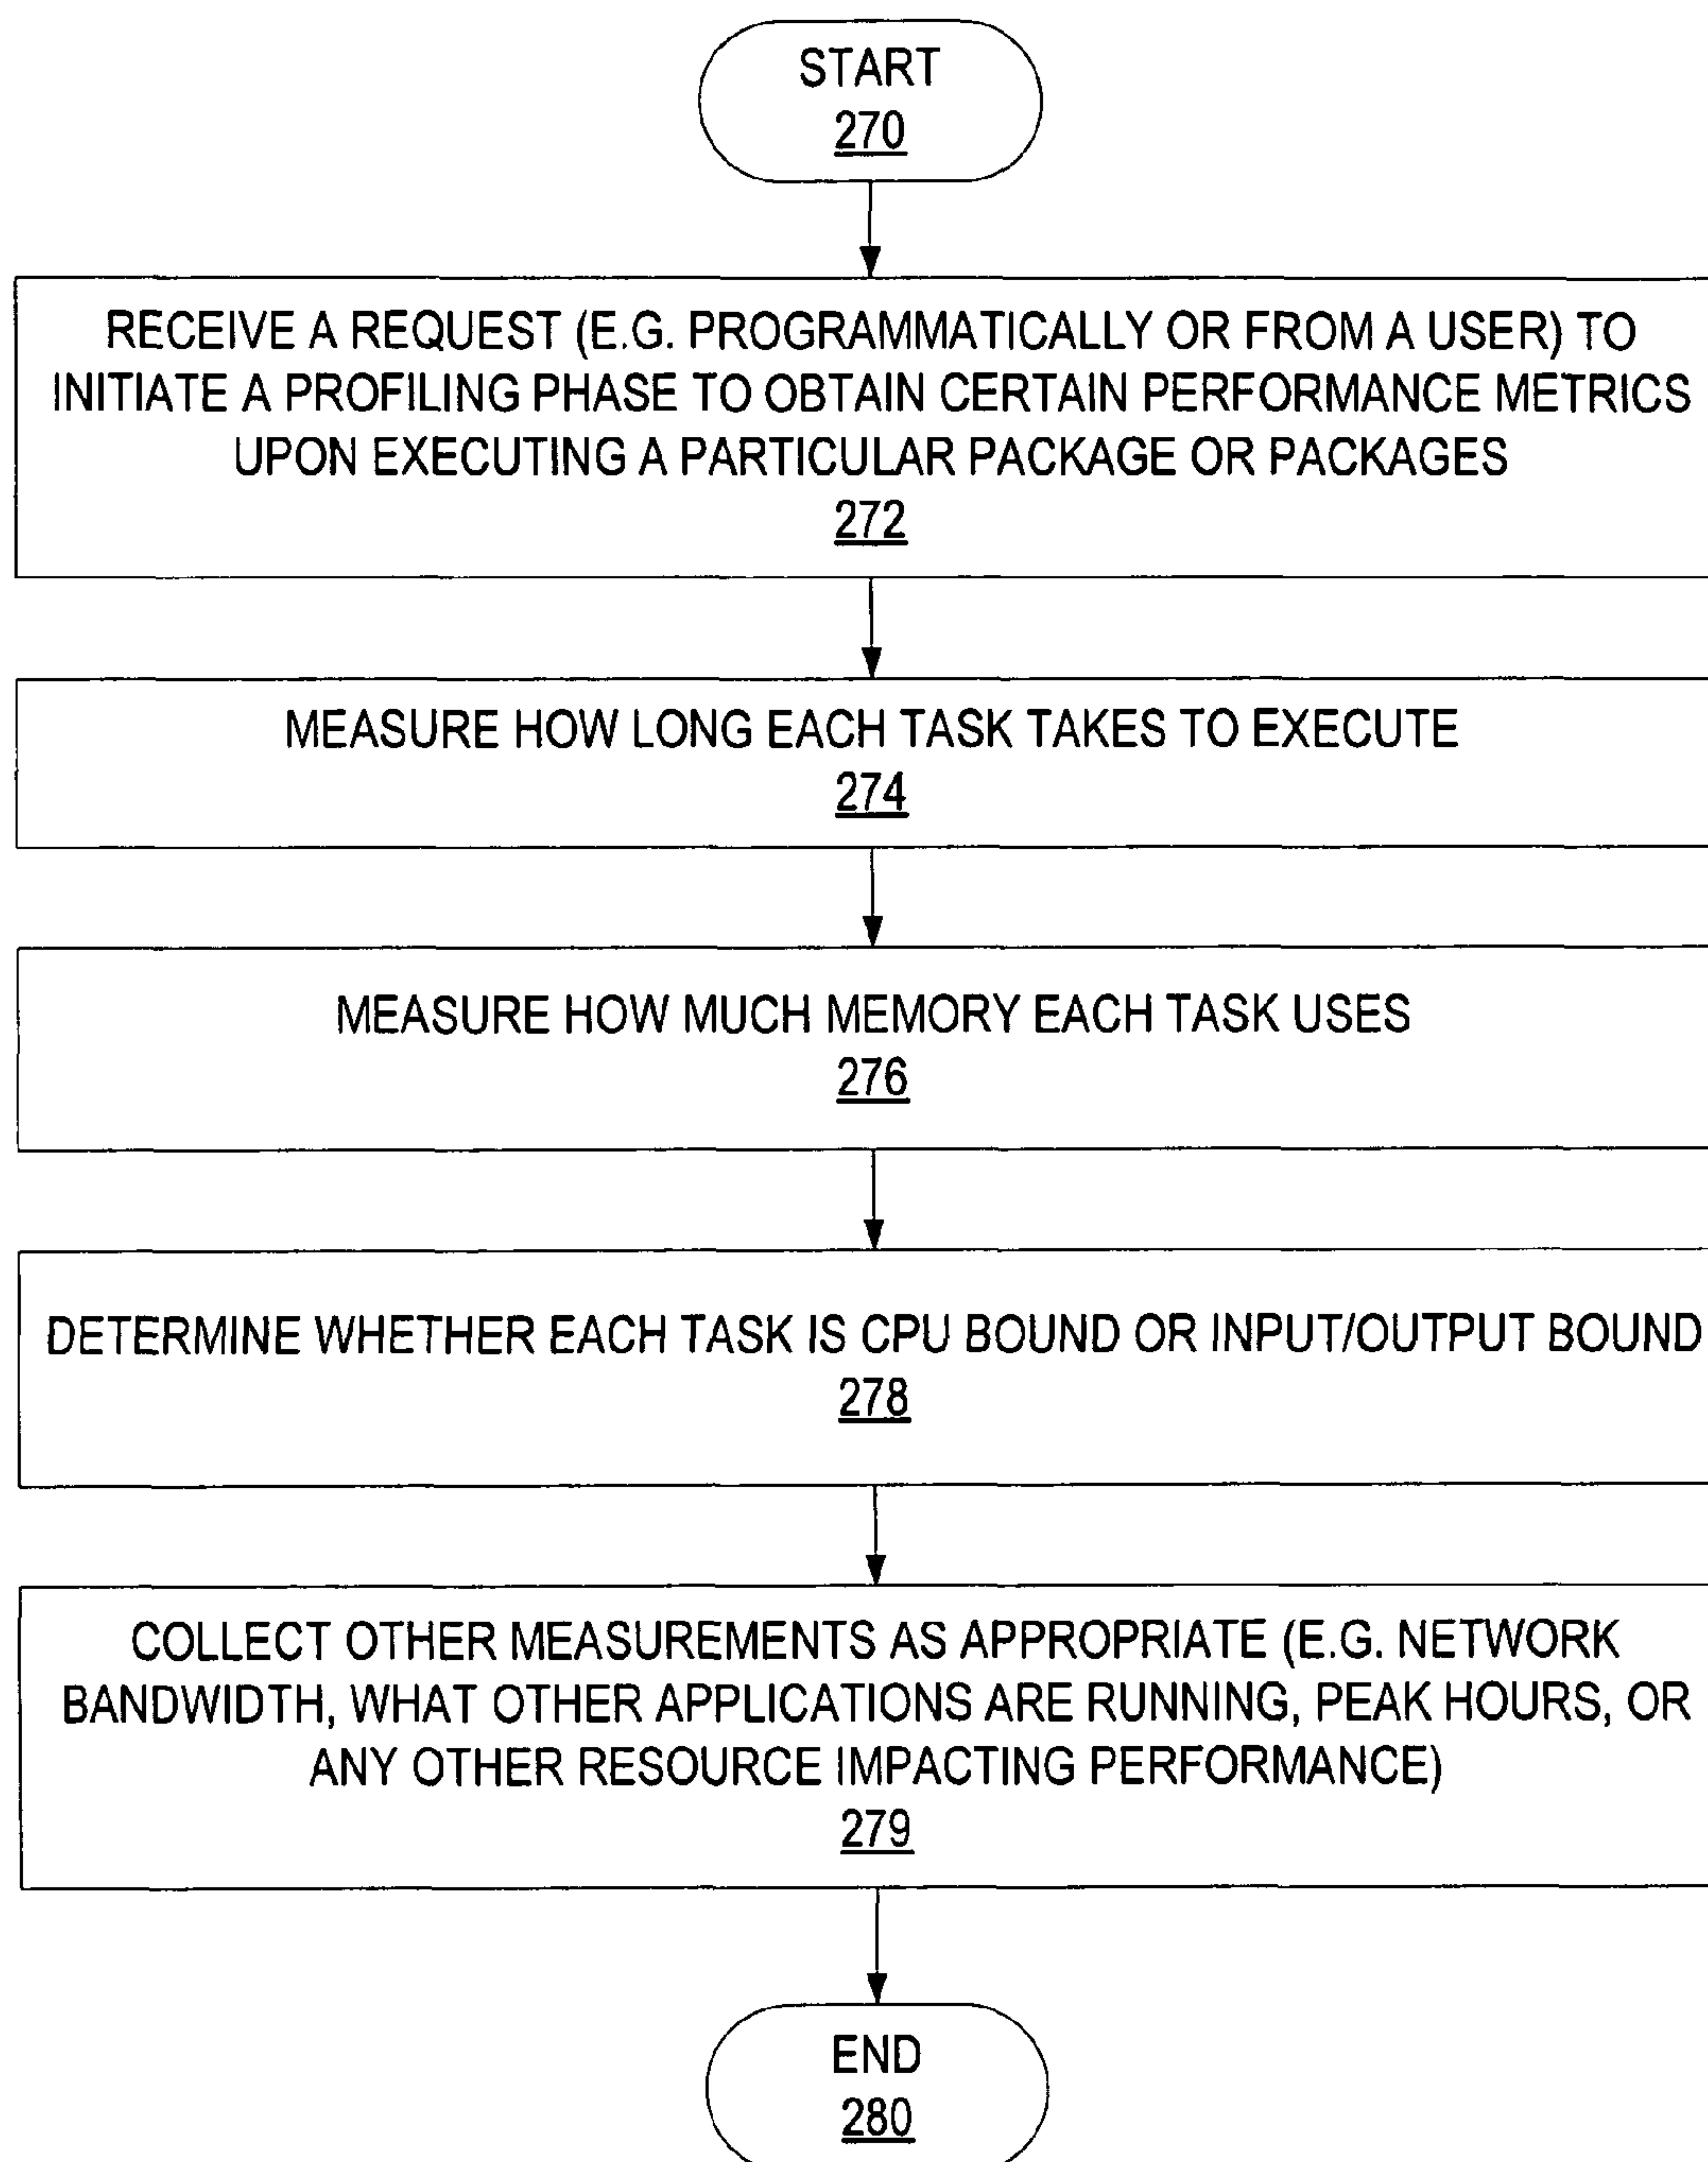 START
270
RECEIVE A REQUEST (E.G. PROGRAMMATICALLY OR FROM A USER) TO
INITIATE A PROFILING PHASE TO OBTAIN CERTAIN PERFORMANCE METRICS
UPON EXECUTING A PARTICULAR PACKAGE OR PACKAGES
272
MEASURE HOW LONG EACH TASK TAKES TO EXECUTE
274
MEASURE HOW MUCH MEMORY EACH TASK USES
276
DETERMINE WHETHER EACH TASK IS CPU BOUND OR INPUT/OUTPUT BOUND
278
COLLECT OTHER MEASUREMENTS AS APPROPRIATE (E.G. NETWORK
BANDWIDTH, WHAT OTHER APPLICATIONS ARE RUNNING, PEAK HOURS, OR
ANY OTHER RESOURCE IMPACTING PERFORMANCE)
279
END
280